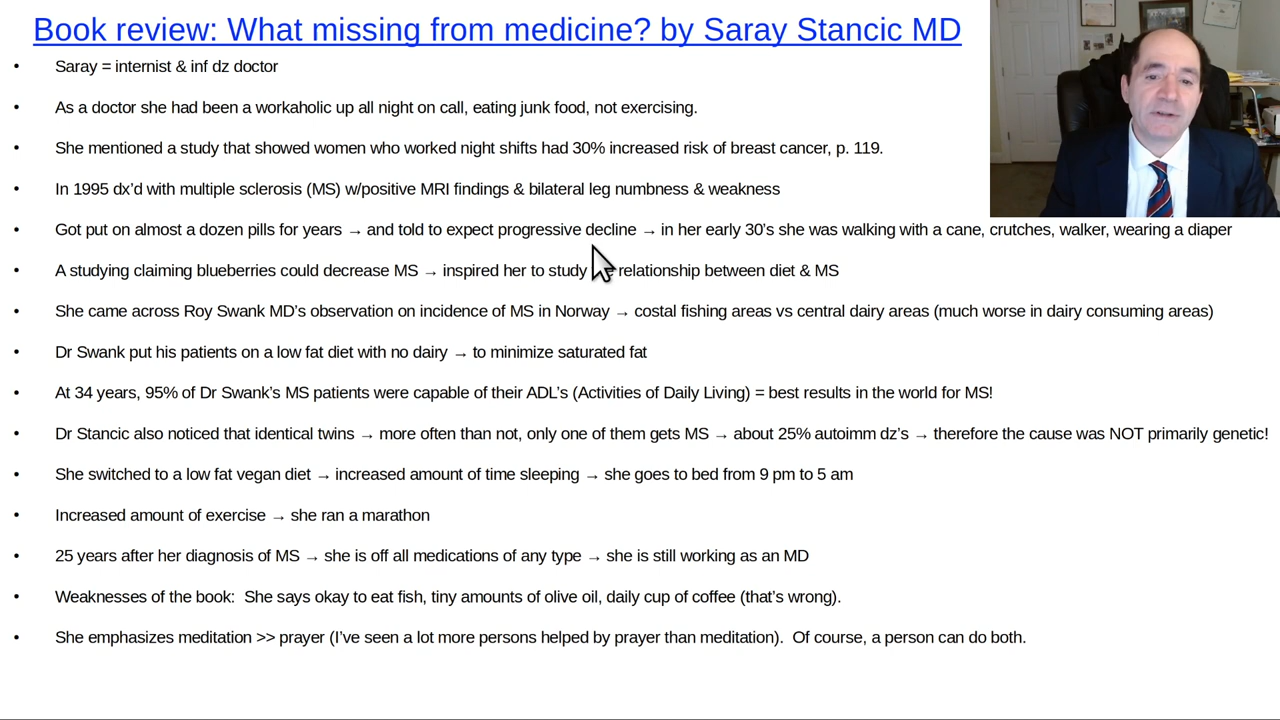 Book review: What missing from medicine? by Saray Stancic MD
• Saray = internist & inf dz doctor
• As a doctor she had been a workaholic up all night on call, eating junk food, not exercising.
• She mentioned a study that showed women who worked night shifts had 30% increased risk of breast cancer, p. 119.
• In 1995 dx’d with multiple sclerosis (MS) w/positive MRI findings & bilateral leg numbness & weakness
• Got put on almost a dozen pills for years → and told to expect progressive decline → in her early 30’s she was walking with a cane, crutches, walker, wearing a diaper
• A studying claiming blueberries could decrease MS → inspired her to study relationship between diet & MS
• She came across Roy Swank MD’s observation on incidence of MS in Norway → costal fishing areas vs central dairy areas (much worse in dairy consuming areas)
• Dr Swank put his patients on a low fat diet with no dairy → to minimize saturated fat
• At 34 years, 95% of Dr Swank’s MS patients were capable of their ADL’s (Activities of Daily Living) = best results in the world for MS!
• Dr Stancic also noticed that identical twins → more often than not, only one of them gets MS → about 25% autoimm dz’s → therefore the cause was NOT primarily genetic!
• She switched to a low fat vegan diet → increased amount of time sleeping → she goes to bed from 9 pm to 5 am
• Increased amount of exercise → she ran a marathon
• 25 years after her diagnosis of MS → she is off all medications of any type → she is still working as an MD
• Weaknesses of the book: She says okay to eat fish, tiny amounts of olive oil, daily cup of coffee (that’s wrong).
• She emphasizes meditation >> prayer (I’ve seen a lot more persons helped by prayer than meditation). Of course, a person can do both.